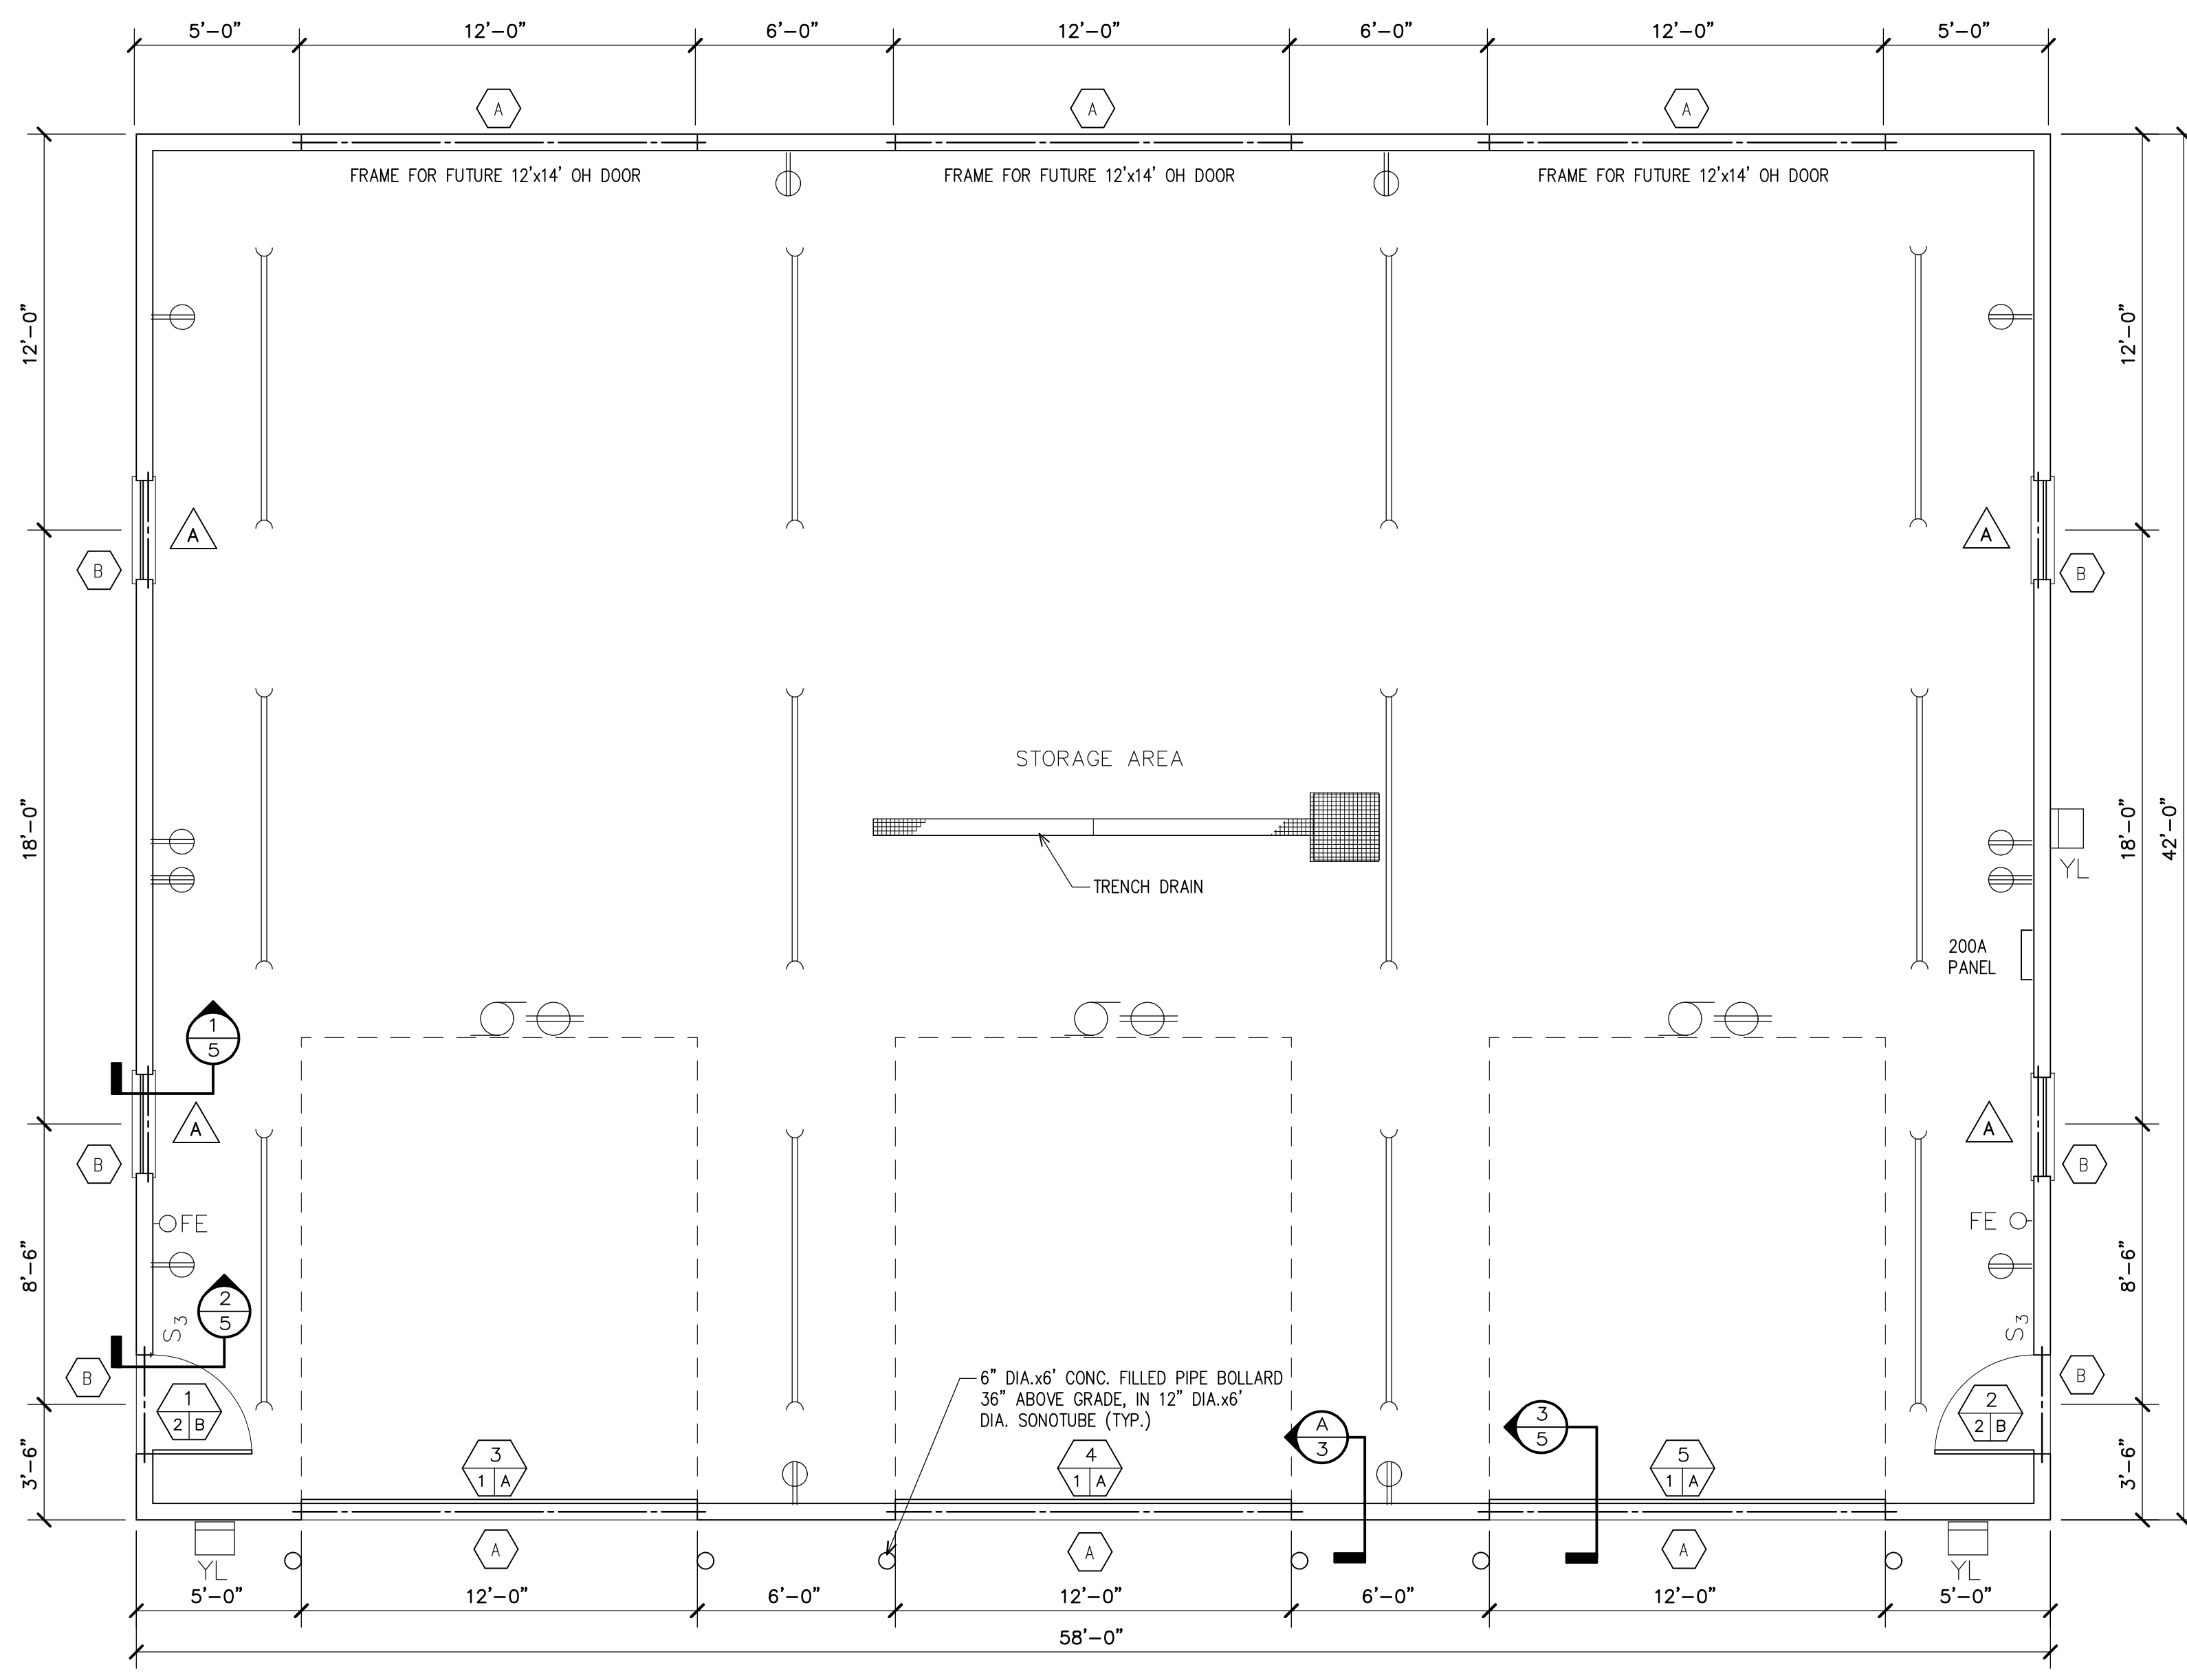 5'-0" 12'-0" 6'-0" 12'-0" 6'-0" 12'-0" 5'-0"
A A A
FRAME FOR FUTURE 12'x14' OH DOOR FRAME FOR FUTURE 12'x14' OH DOOR FRAME FOR FUTURE 12'x14' OH DOOR
12'-0" 12'-0"
A A
B B
STORAGE AREA
18'-0" 18'-0" 42'-0"
YL
TRENCH DRAIN
200A
PANEL
1
5
A A
B B
FE FE
8'-6" 8'-6"
2
5
S3 S3
B B
6" DIA.x6' CONC. FILLED PIPE BOLLARD
36" ABOVE GRADE, IN 12" DIA.x6'
DIA. SONOTUBE (TYP.)
1
2 B
2
2 B
A
3
3
5
3'-6" 3'-6"
3 4 5
1 A 1 A 1 A
A A A
YL YL
5'-0" 12'-0" 6'-0" 12'-0" 6'-0" 12'-0" 5'-0"
58'-0"